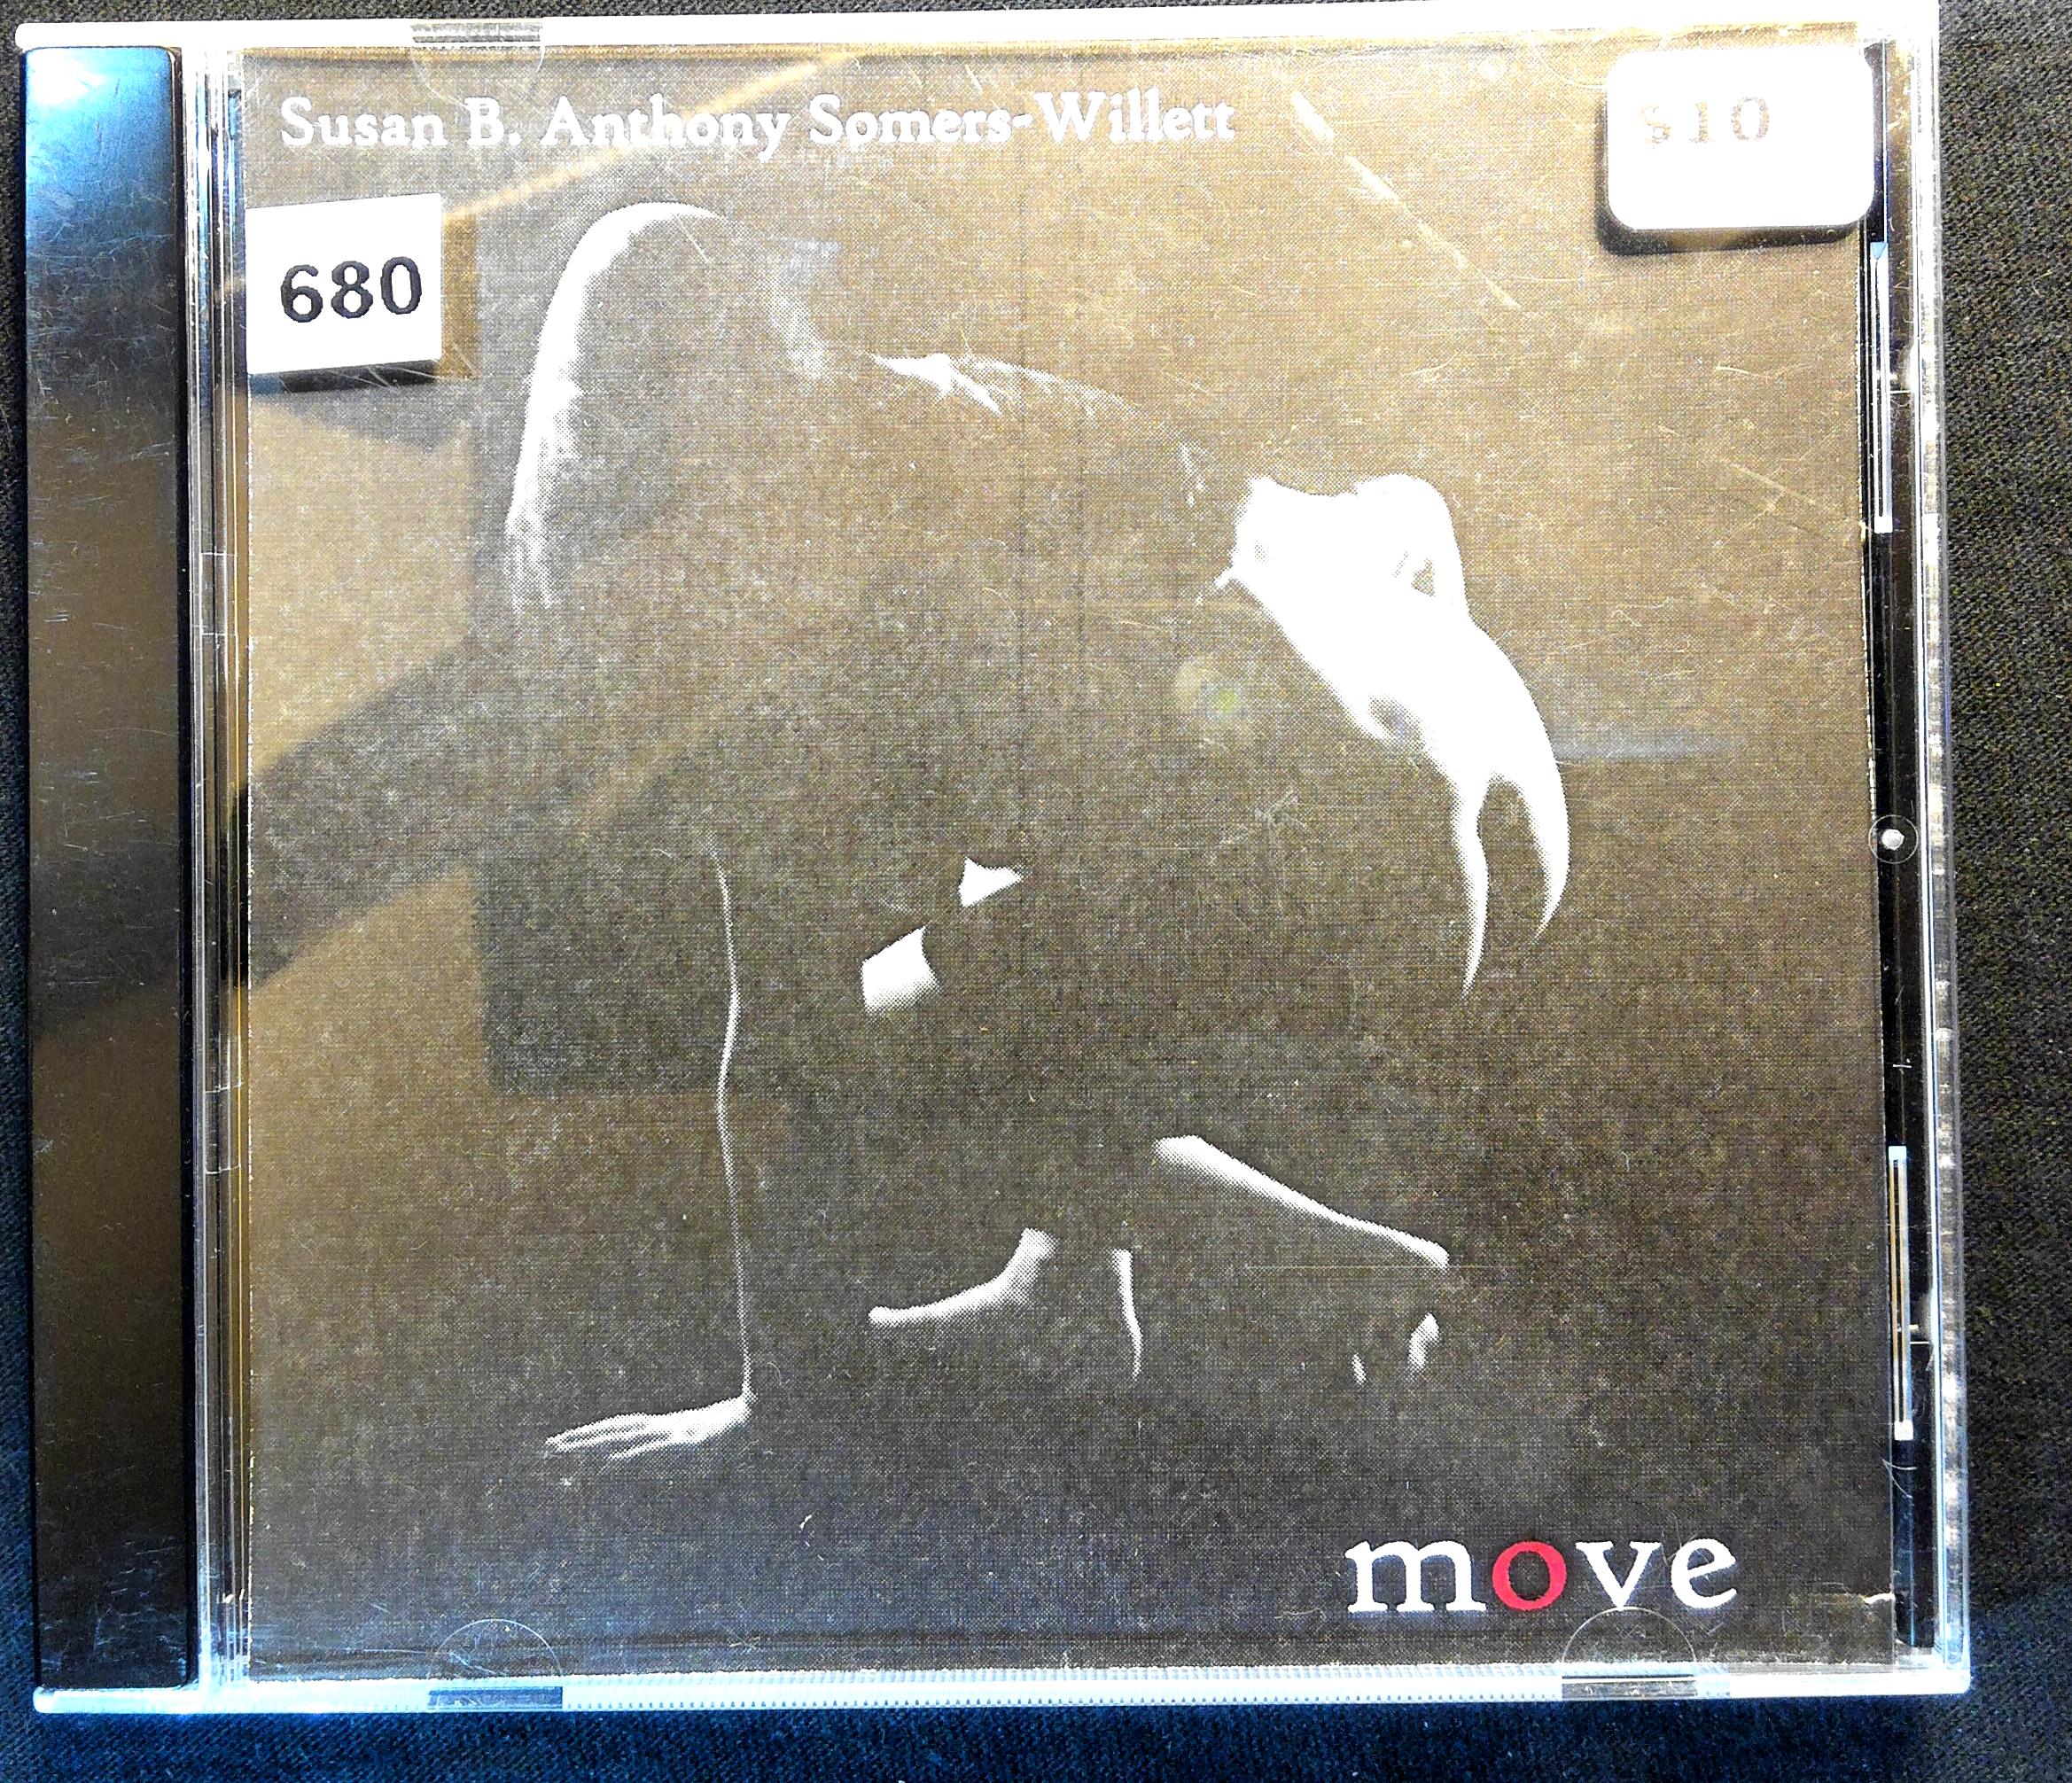 Susan B. Anthony Somers-Willett
$10
680
move